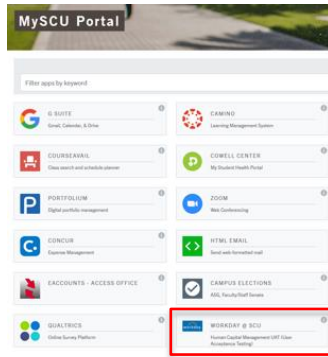 MySCU Portal
Filter apps by keyword
G SUITE
Gmail, Calendar, & Drive
CAMINO
Learning Management System
COURSEAVAIL
Class search and schedule planner
COWELL CENTER
My Student Health Portal
PORTFOLIUM
Digital portfolio management
ZOOM
Web Conferencing
CONCUR
Expense Management
HTML EMAIL
Send web formatted mail
EACCOUNTS - ACCESS OFFICE
CAMPUS ELECTIONS
ASG, Faculty/Staff Senate
QUALTRICS
Online Survey Platform
WORKDAY @ SCU
Human Capital Management UAT (User
Acceptance Testing)